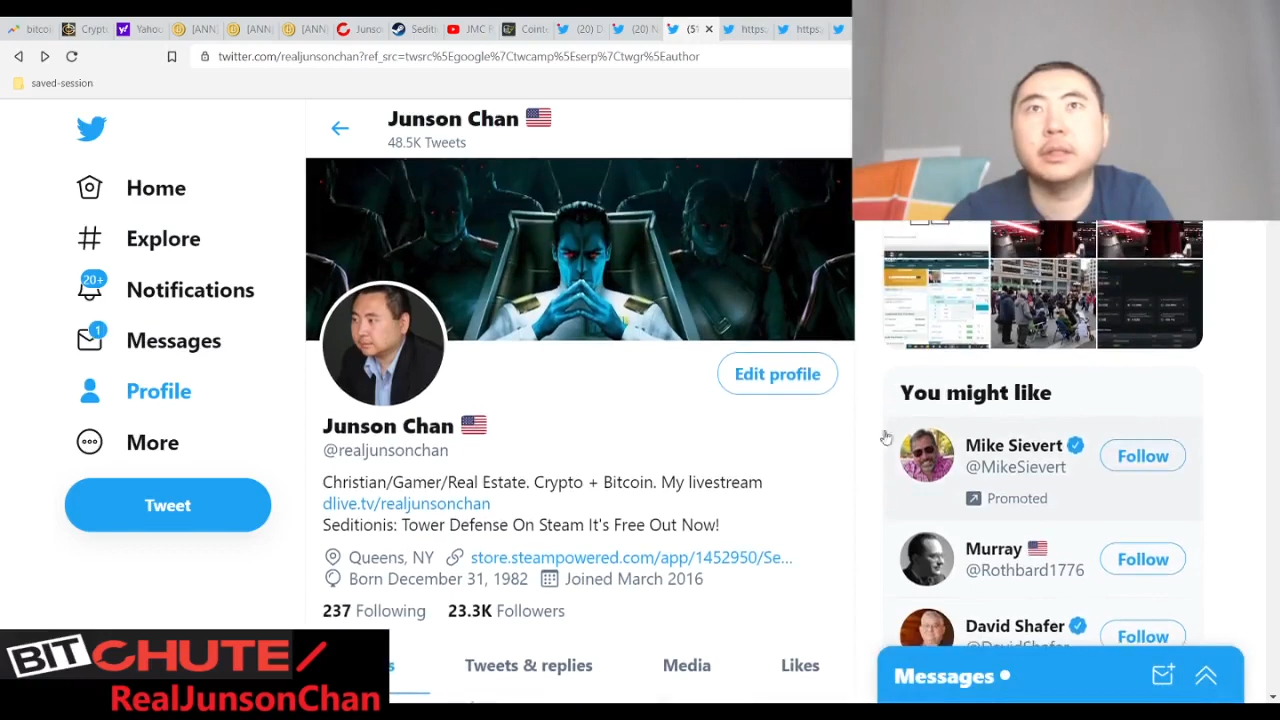 bitcoi
Crypto
Yahoo
[ANN
[ANN
[ANN
Junso
Sediti
JMC P
Coint
(20) D
(20) N
(5
https:
https:
twitter.com/realjunsonchan?ref_src=twsrc%5Egoogle%7Ctwcamp%5Eserp%7Ctwgr%5Eauthor
saved-session
Junson Chan
48.5K Tweets
Home
Explore
20+
Notifications
1
Messages
Profile
More
Tweet
Edit profile
Junson Chan
@realjunsonchan
Christian/Gamer/Real Estate. Crypto + Bitcoin. My livestream
dlive.tv/realjunsonchan
Seditionis: Tower Defense On Steam It's Free Out Now!
Queens, NY store.steampowered.com/app/1452950/Se...
Born December 31, 1982 Joined March 2016
237 Following 23.3K Followers
Tweets & replies
Media
Likes
You might like
Mike Sievert
@MikeSievert
Promoted
Follow
Murray
@Rothbard1776
Follow
David Shafer
Follow
Messages
BITCHUTE/
RealJunsonChan